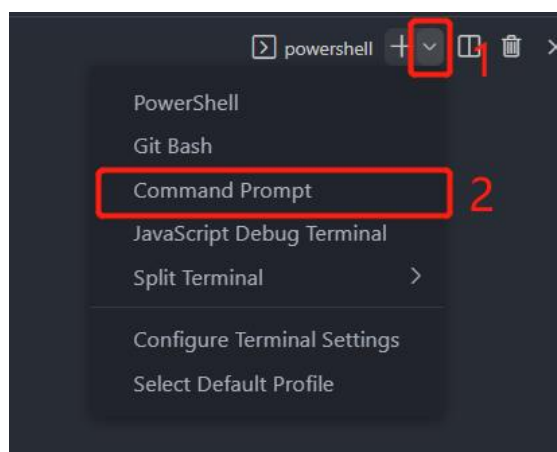 powershell
1
PowerShell
Git Bash
Command Prompt
2
JavaScript Debug Terminal
Split Terminal
Configure Terminal Settings
Select Default Profile